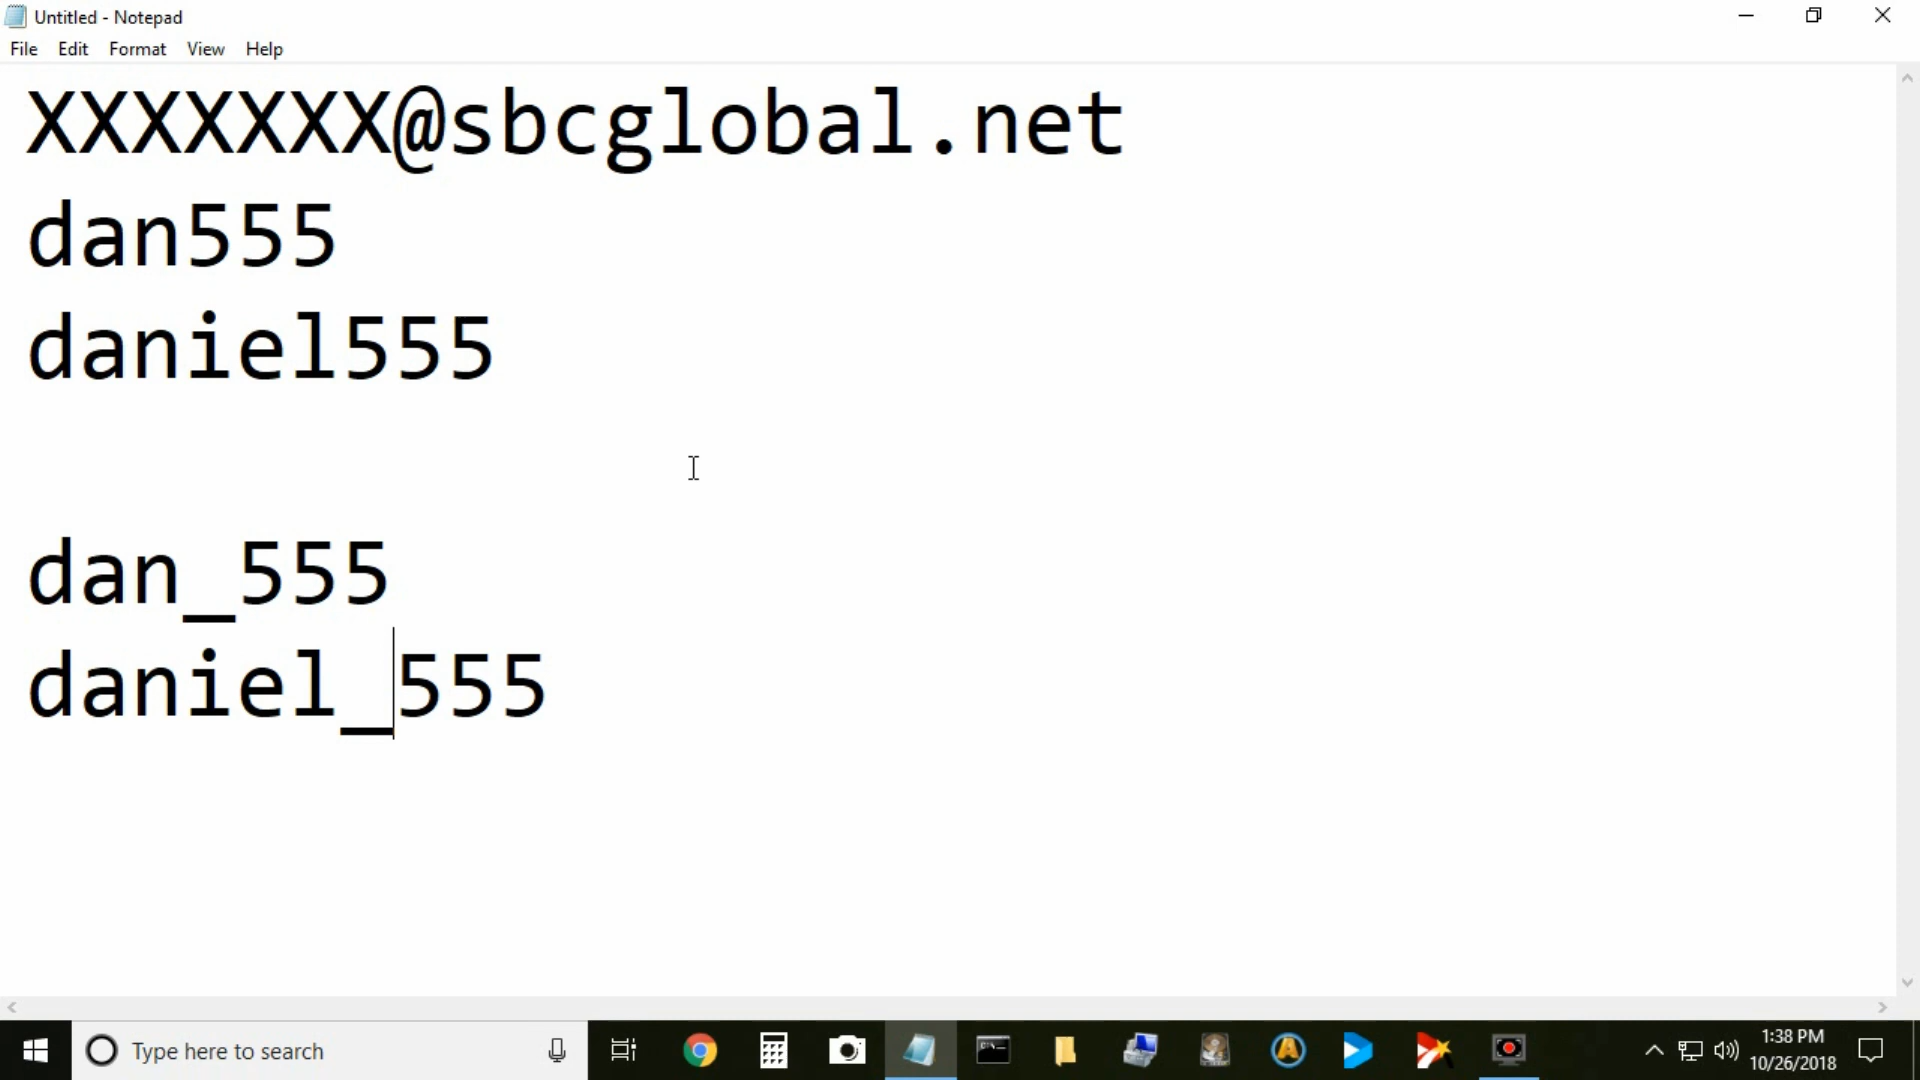 Untitled - Notepad
File Edit Format View Help
XXXXXXX@sbcglobal.net
dan555
daniel555
dan_555
daniel_555
Type here to search
1:38 PM
10/26/2018